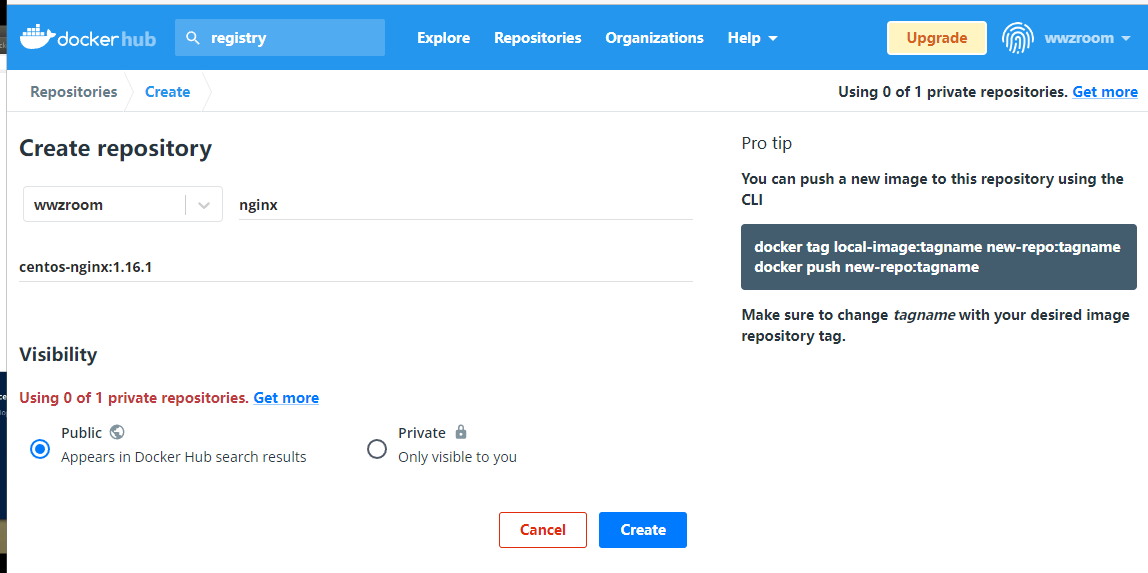 docker hub
registry
Explore
Repositories
Organizations
Help
Upgrade
wwzroom
Repositories
Create
Using 0 of 1 private repositories. Get more
Create repository
wwzroom
nginx
centos-nginx:1.16.1
Visibility
Using 0 of 1 private repositories. Get more
Public
Appears in Docker Hub search results
Private
Only visible to you
Cancel
Create
Pro tip
You can push a new image to this repository using the
CLI
docker tag local-image:tagname new-repo:tagname
docker push new-repo:tagname
Make sure to change tagname with your desired image
repository tag.